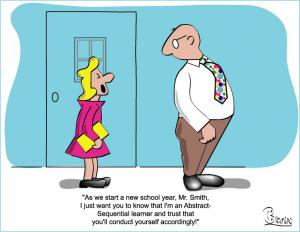 "As we start a new school year, Mr. Smith,
I just want you to know that I'm an Abstract-
Sequential learner and trust that
you'll conduct yourself accordingly!"